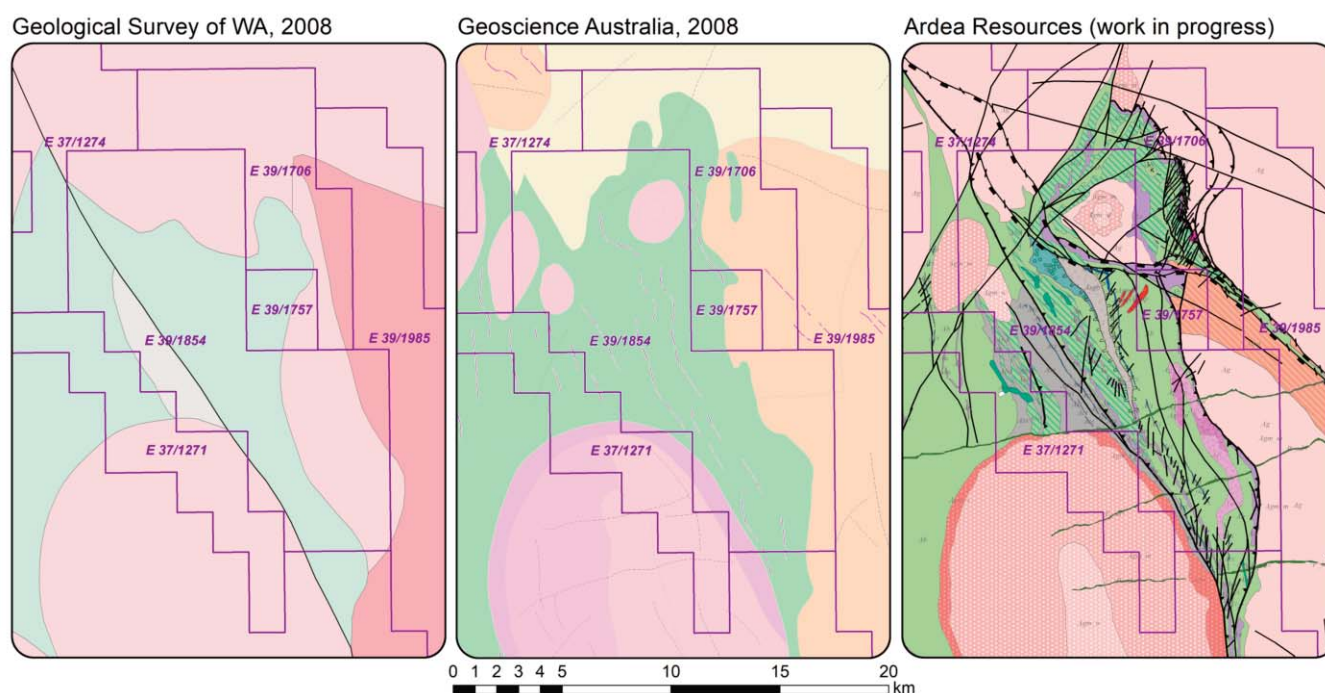 Geological Survey of WA, 2008
Geoscience Australia, 2008
Ardea Resources (work in progress)
E 37/1274
E 39/1706
E 39/1757
E 39/1854
E 39/1985
E 37/1271
E 37/1274
E 39/1706
E 39/1757
E 39/1854
E 39/1985
E 37/1271
E 37/1274
E 39/1706
E 39/1757
E 39/1854
E 39/1985
E 37/1271
Ag
Ag
Ag
0 1 2 3 4 5 10 15 20
km